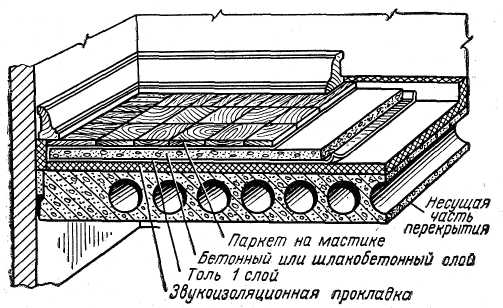 Несущая
часть
перекрытия
Паркет на мастике
Бетонный или шлакобетонный слой
Толь 1 слой
Звукоизоляционная прокладка